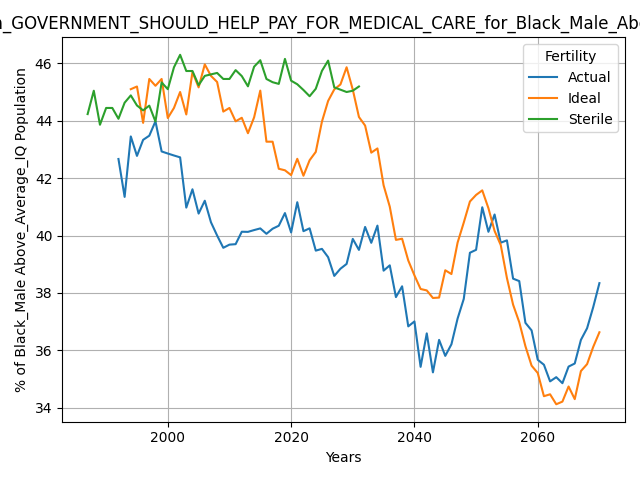 _GOVERNMENT_SHOULD_HELP_PAY_FOR_MEDICAL_CARE_for_Black_Male_Abo
Fertility
Actual
Ideal
Sterile
% of Black_Male Above_Average_IQ Population
46
44
42
40
38
36
34
2000
2020
2040
2060
Years